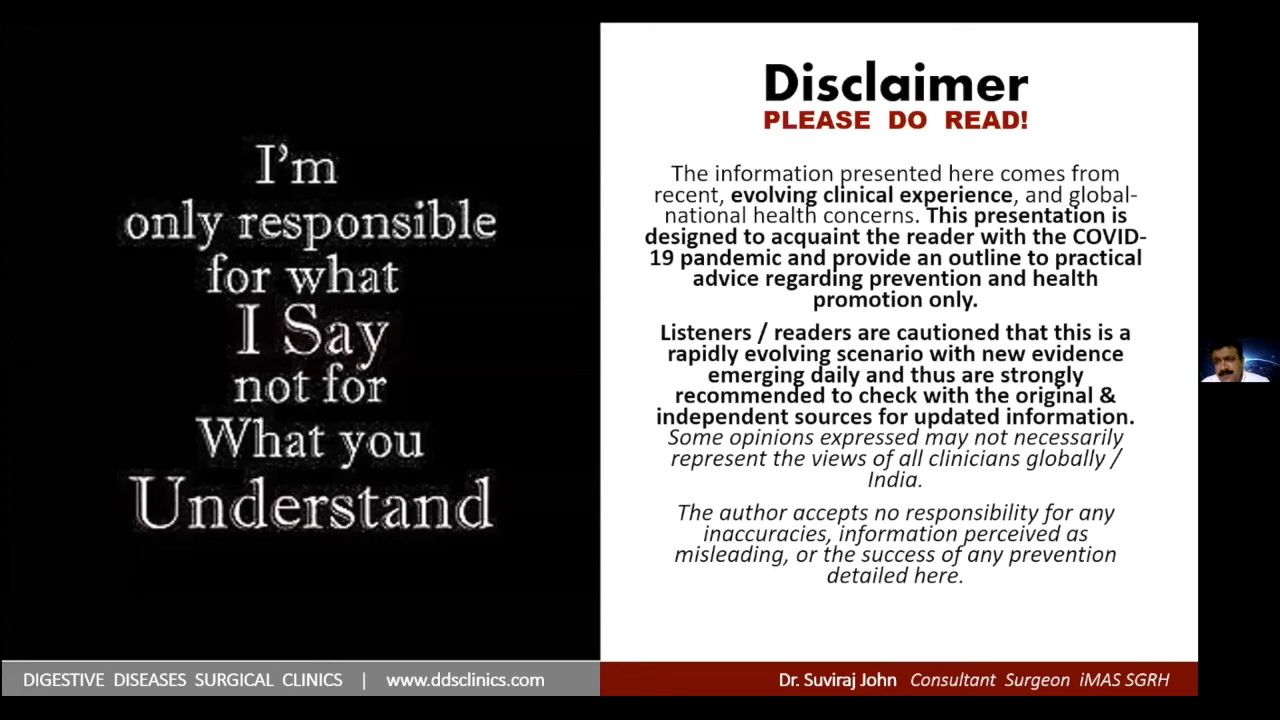 I'm
only responsible
for what
I Say
not for
What you
Understand
Disclaimer
PLEASE DO READ!
The information presented here comes from
recent, evolving clinical experience, and global-
national health concerns. This presentation is
designed to acquaint the reader with the COVID-
19 pandemic and provide an outline to practical
advice regarding prevention and health
promotion only.
Listeners / readers are cautioned that this is a
rapidly evolving scenario with new evidence
emerging daily and thus are strongly
recommended to check with the original &
independent sources for updated information.
Some opinions expressed may not necessarily
represent the views of all clinicians globally /
India.
The author accepts no responsibility for any
inaccuracies, information perceived as
misleading, or the success of any prevention
detailed here.
DIGESTIVE DISEASES SURGICAL CLINICS | www.ddsclinics.com
Dr. Suviraj John Consultant Surgeon iMAS SGRH